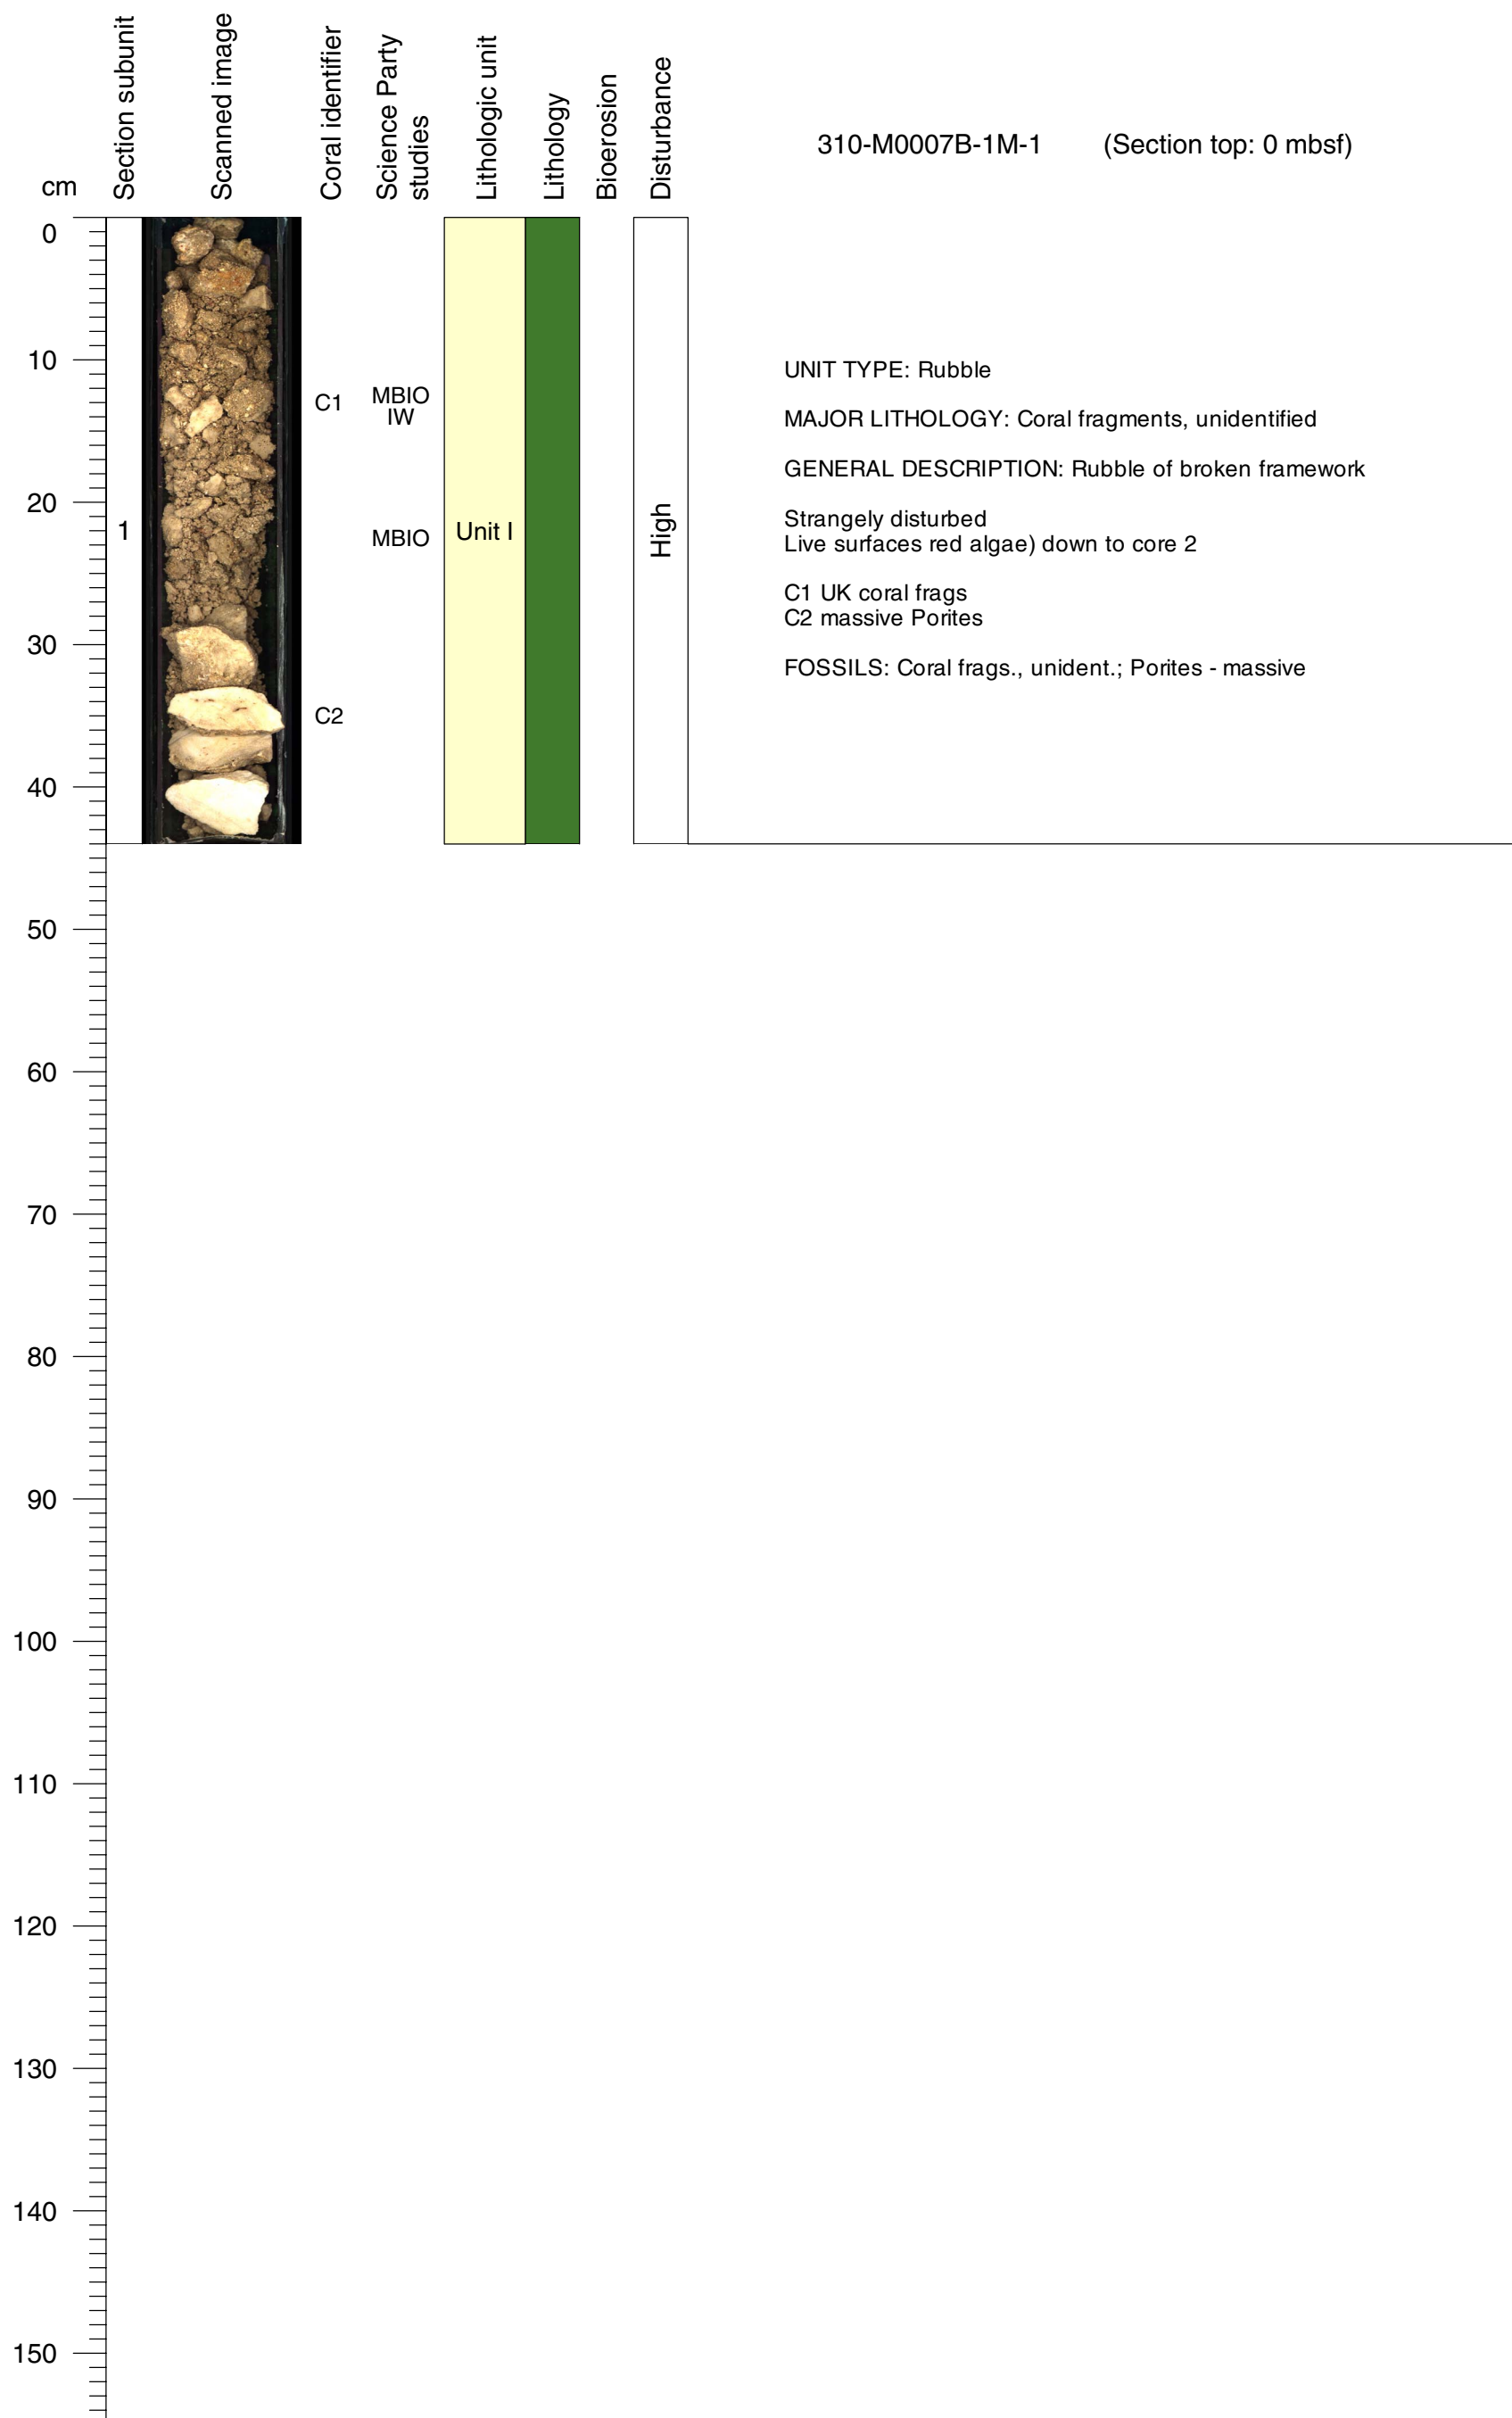 cm
Section subunit
Scanned image
Coral identifier
Science Party
studies
Lithologic unit
Lithology
Bioerosion
Disturbance
310-M0007B-1M-1 (Section top: 0 mbsf)
0
10
20
30
40
50
60
70
80
90
100
110
120
130
140
150
1
C1
C2
MBIO
IW
MBIO
Unit I
High
UNIT TYPE: Rubble
MAJOR LITHOLOGY: Coral fragments, unidentified
GENERAL DESCRIPTION: Rubble of broken framework
Strangely disturbed
Live surfaces red algae) down to core 2
C1 UK coral frags
C2 massive Porites
FOSSILS: Coral frags., unident.; Porites - massive